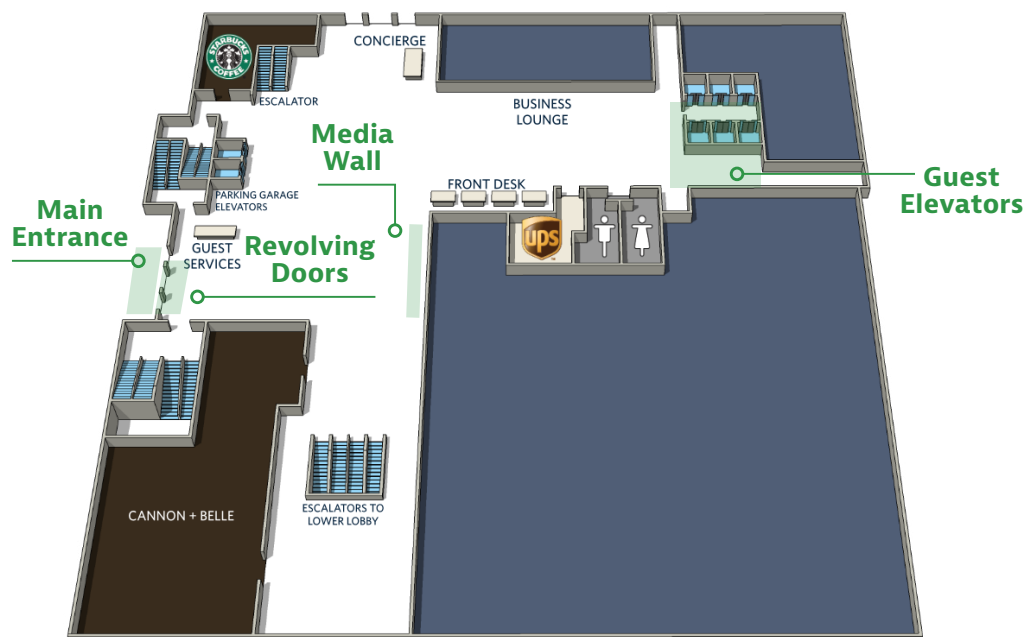 STARBUCKS
COFFEE
CONCIERGE
ESCALATOR
BUSINESS
LOUNGE
Media
Wall
FRONT DESK
Guest
Elevators
PARKING GARAGE
ELEVATORS
Main
Entrance
GUEST
SERVICES
Revolving
Doors
ups
CANNON + BELLE
ESCALATORS TO
LOWER LOBBY